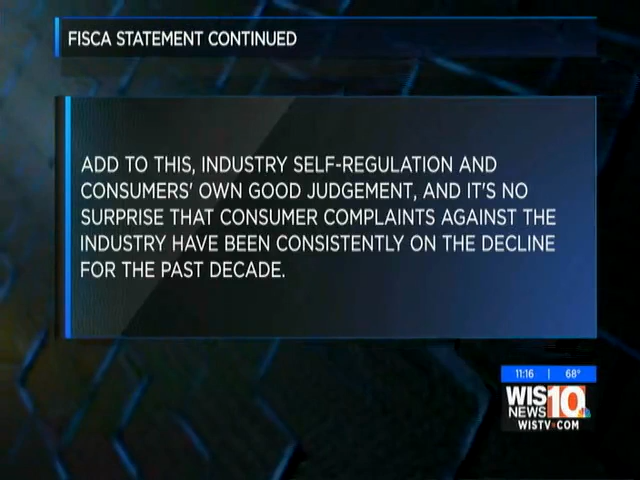 FISCA STATEMENT CONTINUED
ADD TO THIS, INDUSTRY SELF-REGULATION AND
CONSUMERS' OWN GOOD JUDGEMENT, AND IT'S NO
SURPRISE THAT CONSUMER COMPLAINTS AGAINST THE
INDUSTRY HAVE BEEN CONSISTENTLY ON THE DECLINE
FOR THE PAST DECADE.
11:16 | 68°
WIS
NEWS 10
WISTV.COM